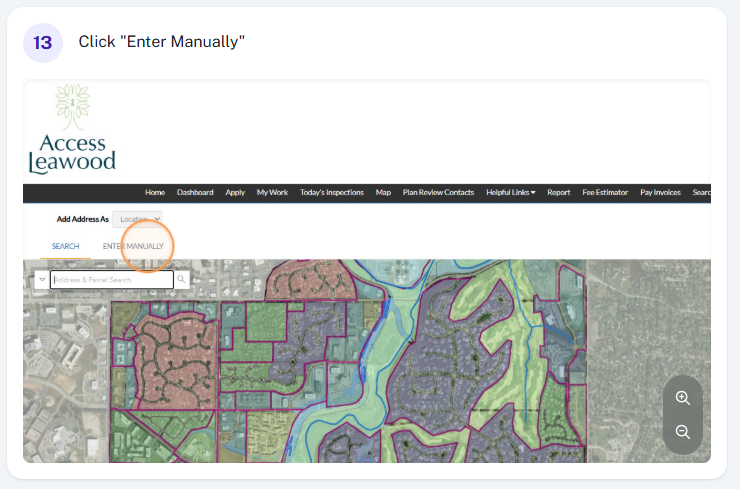 13 Click "Enter Manually"
Access
Leawood
Home Dashboard Apply My Work Today's Inspections Map Plan Review Contacts Helpful Links Report Fee Estimator Pay Invoices Searc
Add Address As Location
SEARCH ENTER MANUALLY
Address & Parcel Search